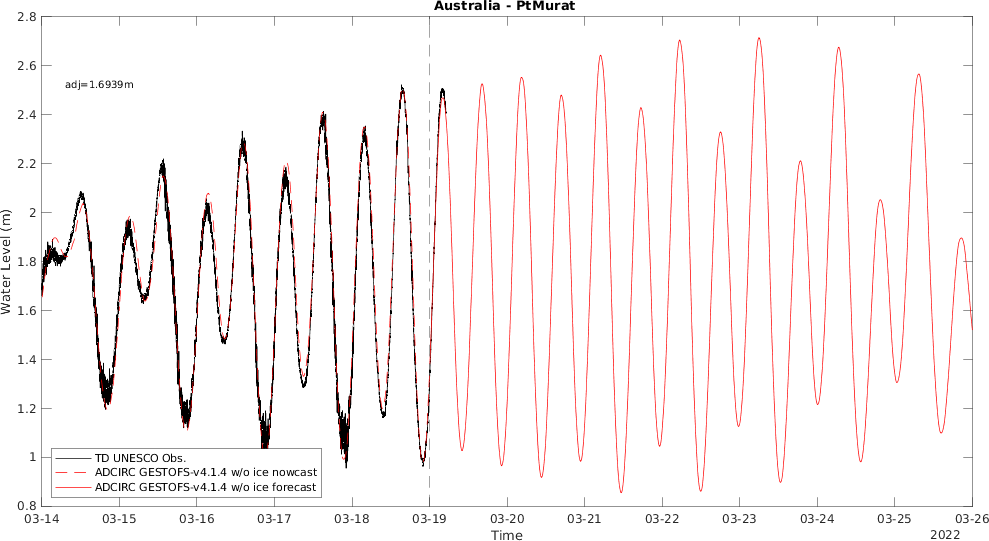 Australia - PtMurat
2.8
2.6
2.4
2.2
2
1.8
1.6
1.4
1.2
1
0.8
Water Level (m)
adj=1.6939m
TD UNESCO Obs.
ADCIRC GESTOFS-v4.1.4 w/o ice nowcast
ADCIRC GESTOFS-v4.1.4 w/o ice forecast
03-14 03-15 03-16 03-17 03-18 03-19 03-20 03-21 03-22 03-23 03-24 03-25 03-26
Time
2022